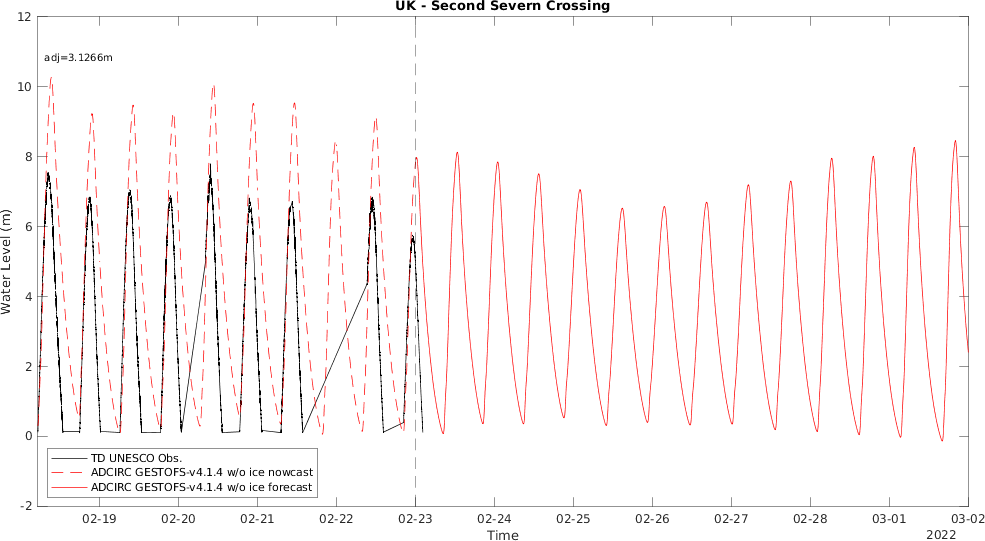 UK - Second Severn Crossing
12
10
8
6
4
2
0
-2
Water Level (m)
adj=3.1266m
TD UNESCO Obs.
ADCIRC GESTOFS-v4.1.4 w/o ice nowcast
ADCIRC GESTOFS-v4.1.4 w/o ice forecast
02-19 02-20 02-21 02-22 02-23 02-24 02-25 02-26 02-27 02-28 03-01 03-02
Time
2022